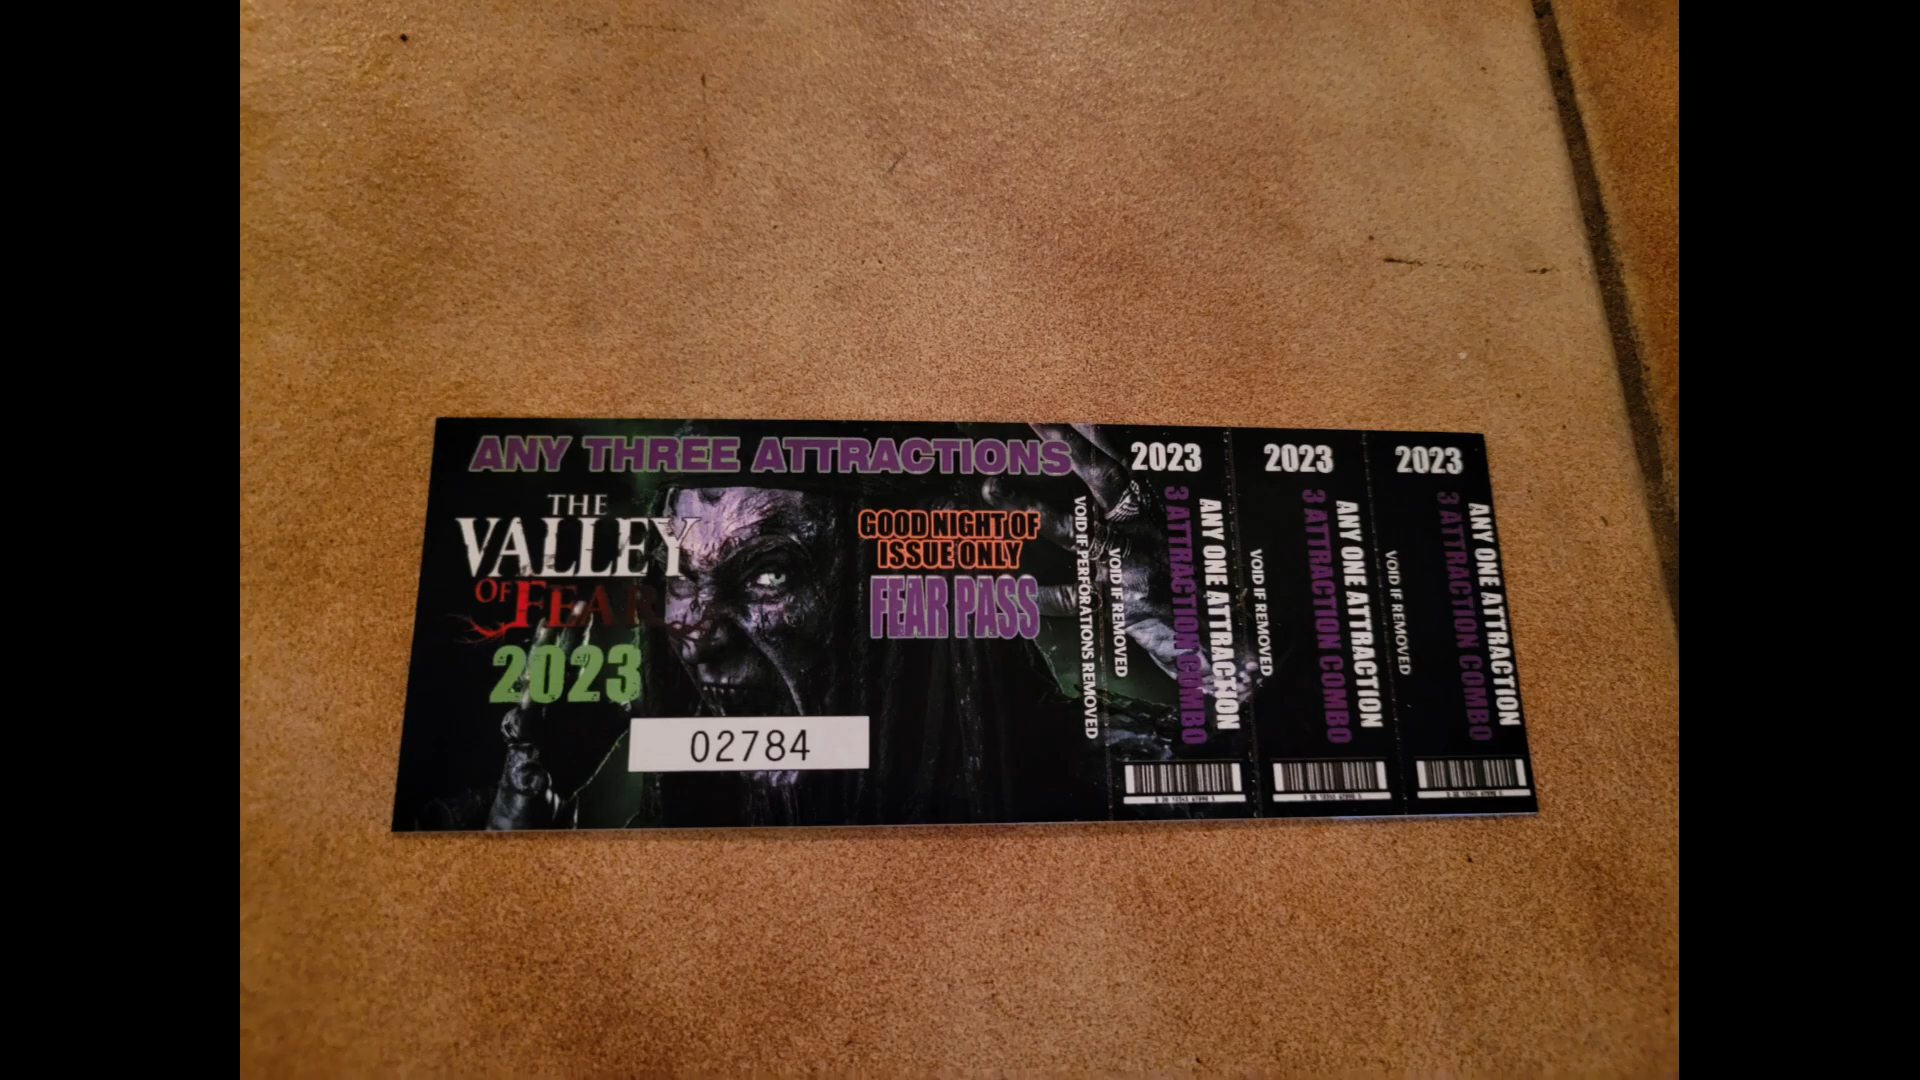 ANY THREE ATTRACTIONS
THE
VALLEY
OF FEAR
2023
02784
GOOD NIGHT OF
ISSUE ONLY
FEAR PASS
VOID IF PERFORATIONS REMOVED
2023
ANY ONE ATTRACTION
3 ATTRACTION COMBO
VOID IF REMOVED
2023
ANY ONE ATTRACTION
3 ATTRACTION COMBO
VOID IF REMOVED
2023
ANY ONE ATTRACTION
3 ATTRACTION COMBO
VOID IF REMOVED